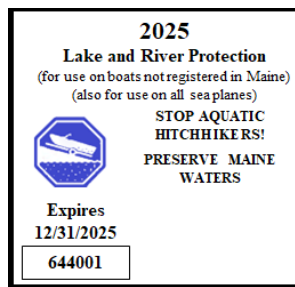 2025
Lake and River Protection
(for use on boats not registered in Maine)
(also for use on all sea planes)
STOP AQUATIC
HITCHHIKERS!
PRESERVE MAINE
WATERS
Expires
12/31/2025
644001